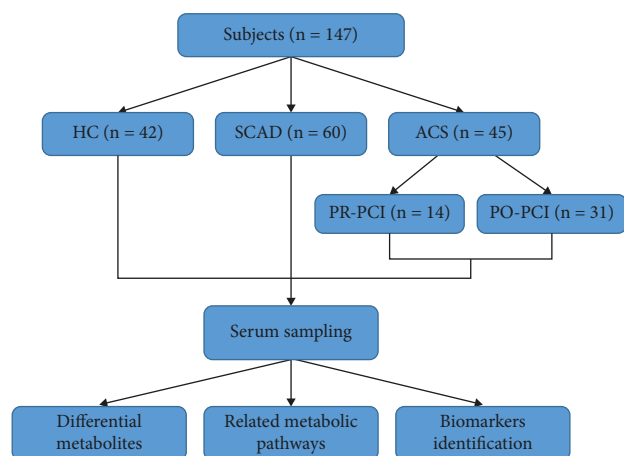 Subjects (n = 147)
HC (n = 42)
SCAD (n = 60)
ACS (n = 45)
PR-PCI (n = 14)
PO-PCI (n = 31)
Serum sampling
Differential
metabolites
Related metabolic
pathways
Biomarkers
identification